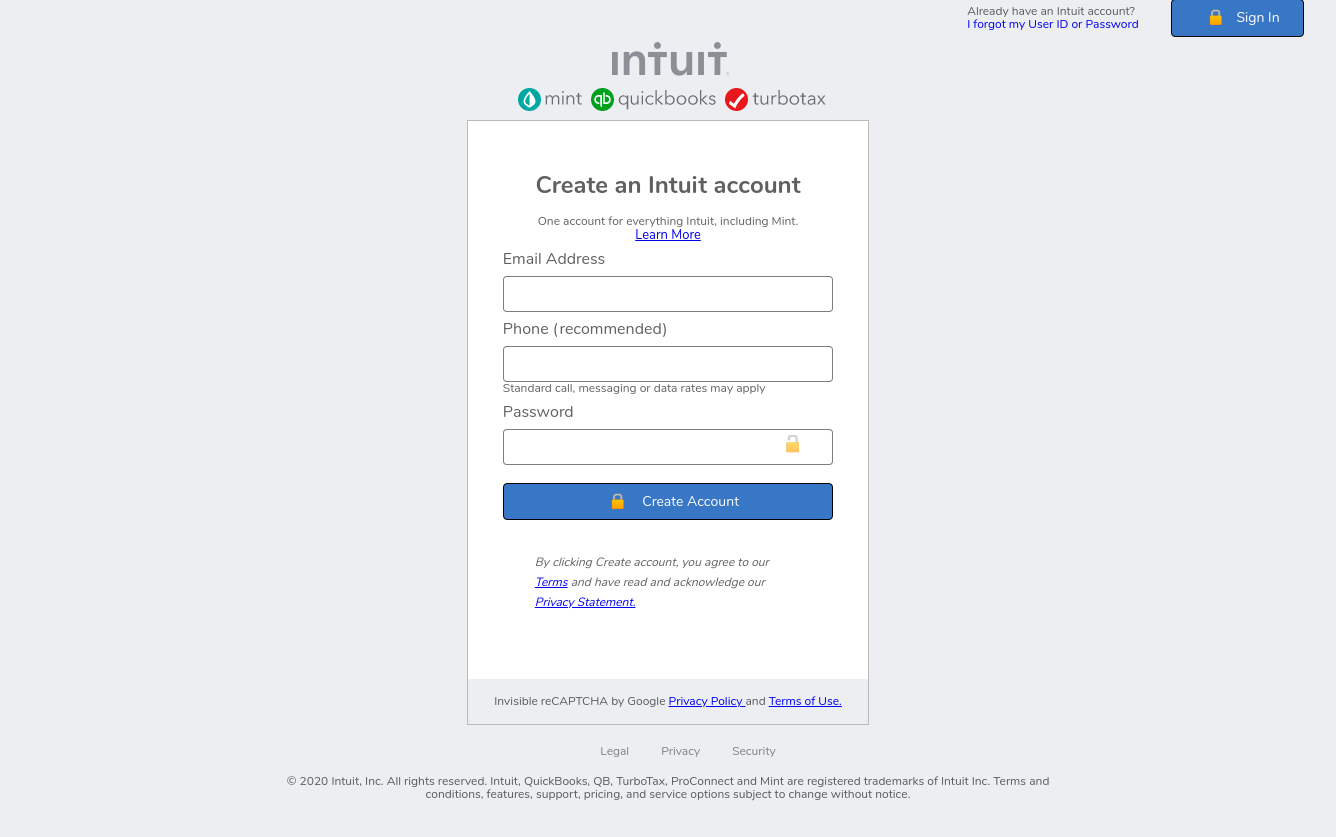 Already have an Intuit account?
I forgot my User ID or Password
Sign In
intuit
mint quickbooks turbotax
Create an Intuit account
One account for everything Intuit, including Mint.
Learn More
Email Address
Phone (recommended)
Standard call, messaging or data rates may apply
Password
Create Account
By clicking Create account, you agree to our
Terms and have read and acknowledge our
Privacy Statement.
Invisible reCAPTCHA by Google Privacy Policy and Terms of Use.
Legal Privacy Security
© 2020 Intuit, Inc. All rights reserved. Intuit, QuickBooks, QB, TurboTax, ProConnect and Mint are registered trademarks of Intuit Inc. Terms and
conditions, features, support, pricing, and service options subject to change without notice.